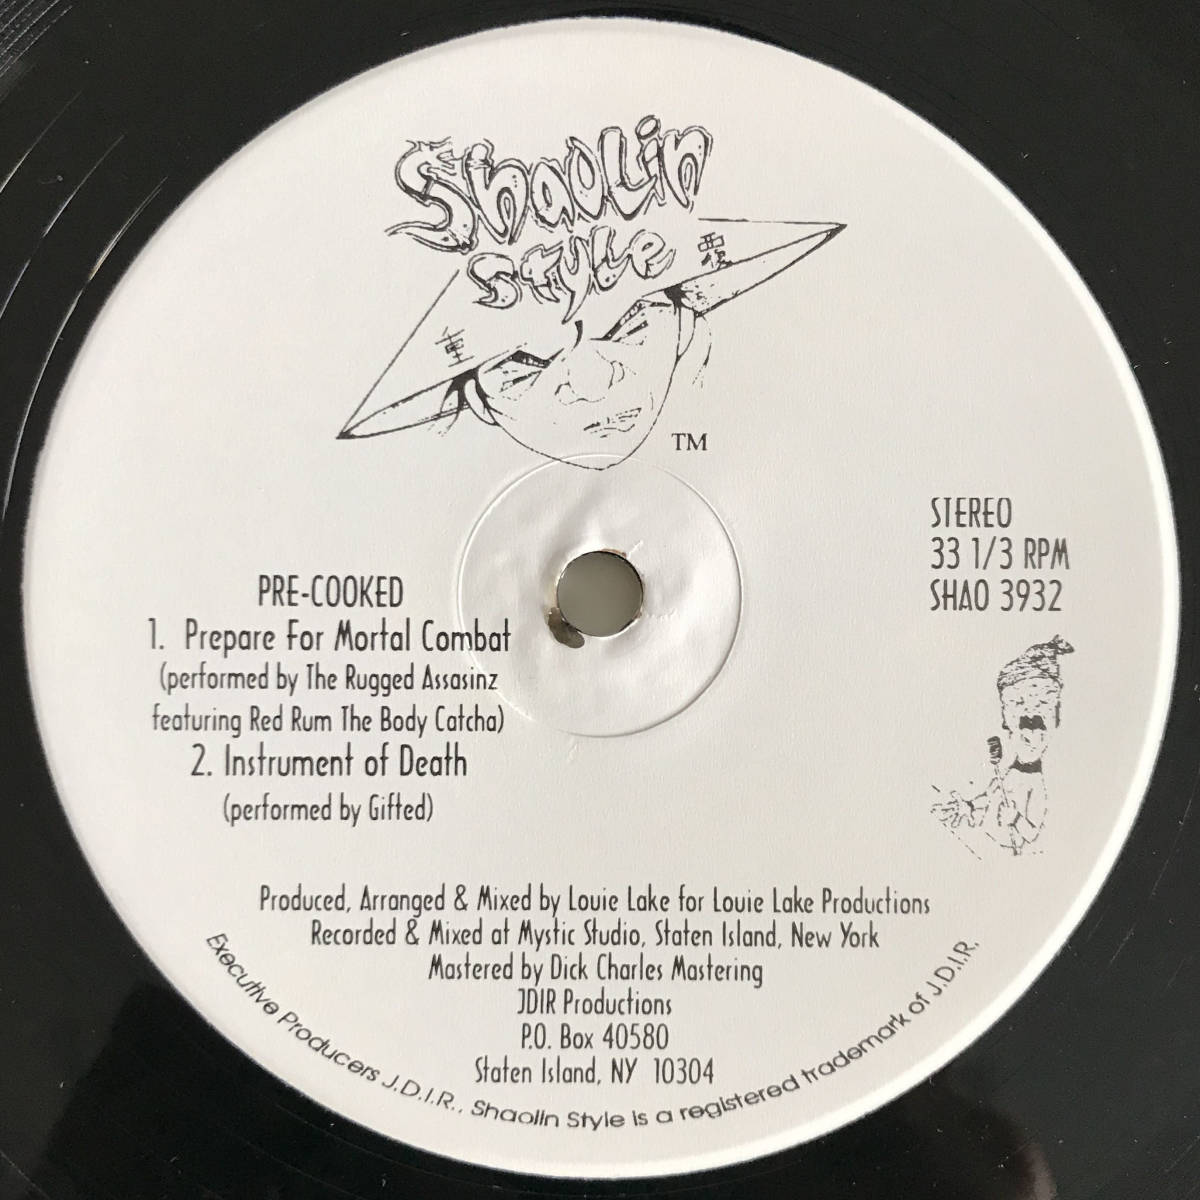 Shaolin
Style
重
覆
TM
STEREO
33 1/3 RPM
SHAO 3932
PRE-COOKED
1. Prepare For Mortal Combat
(performed by The Rugged Assasinz
featuring Red Rum The Body Catcha)
2. Instrument of Death
(performed by Gifted)
Produced, Arranged & Mixed by Louie Lake for Louie Lake Productions
Recorded & Mixed at Mystic Studio, Staten Island, New York
Mastered by Dick Charles Mastering
JDIR Productions
P.O. Box 40580
Staten Island, NY 10304
Executive Producers J.D.I.R., Shaolin Style is a registered trademark of J.D.I.R.